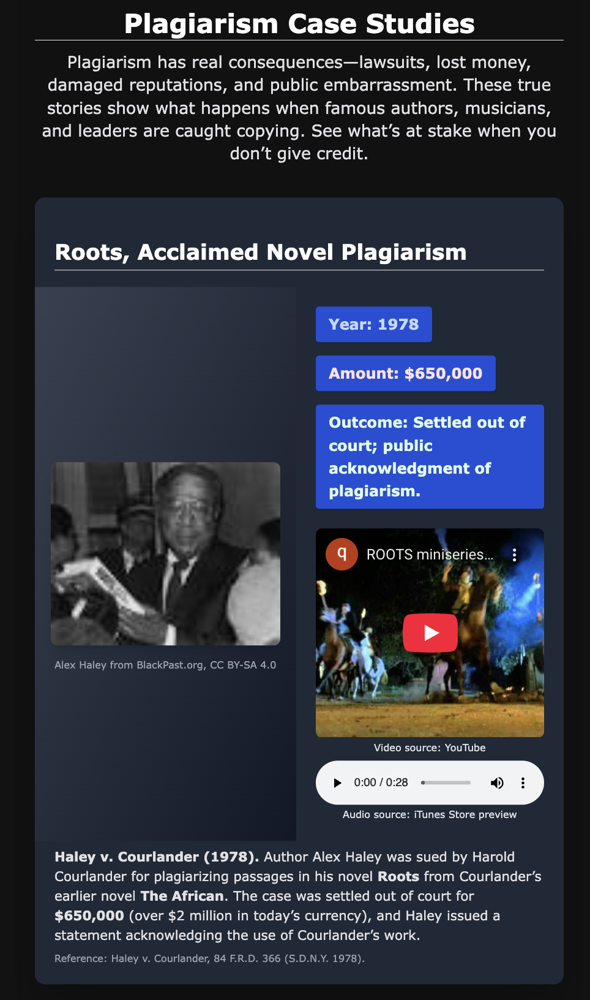 Plagiarism Case Studies
Plagiarism has real consequences—lawsuits, lost money,
damaged reputations, and public embarrassment. These true
stories show what happens when famous authors, musicians,
and leaders are caught copying. See what’s at stake when you
don’t give credit.
Roots, Acclaimed Novel Plagiarism
Alex Haley from BlackPast.org, CC BY-SA 4.0
Year: 1978
Amount: $650,000
Outcome: Settled out of
court; public
acknowledgment of
plagiarism.
q ROOTS miniseries...
Video source: YouTube
0:00 / 0:28
Audio source: iTunes Store preview
Haley v. Courlander (1978). Author Alex Haley was sued by Harold
Courlander for plagiarizing passages in his novel Roots from Courlander’s
earlier novel The African. The case was settled out of court for
$650,000 (over $2 million in today’s currency), and Haley issued a
statement acknowledging the use of Courlander’s work.
Reference: Haley v. Courlander, 84 F.R.D. 366 (S.D.N.Y. 1978).